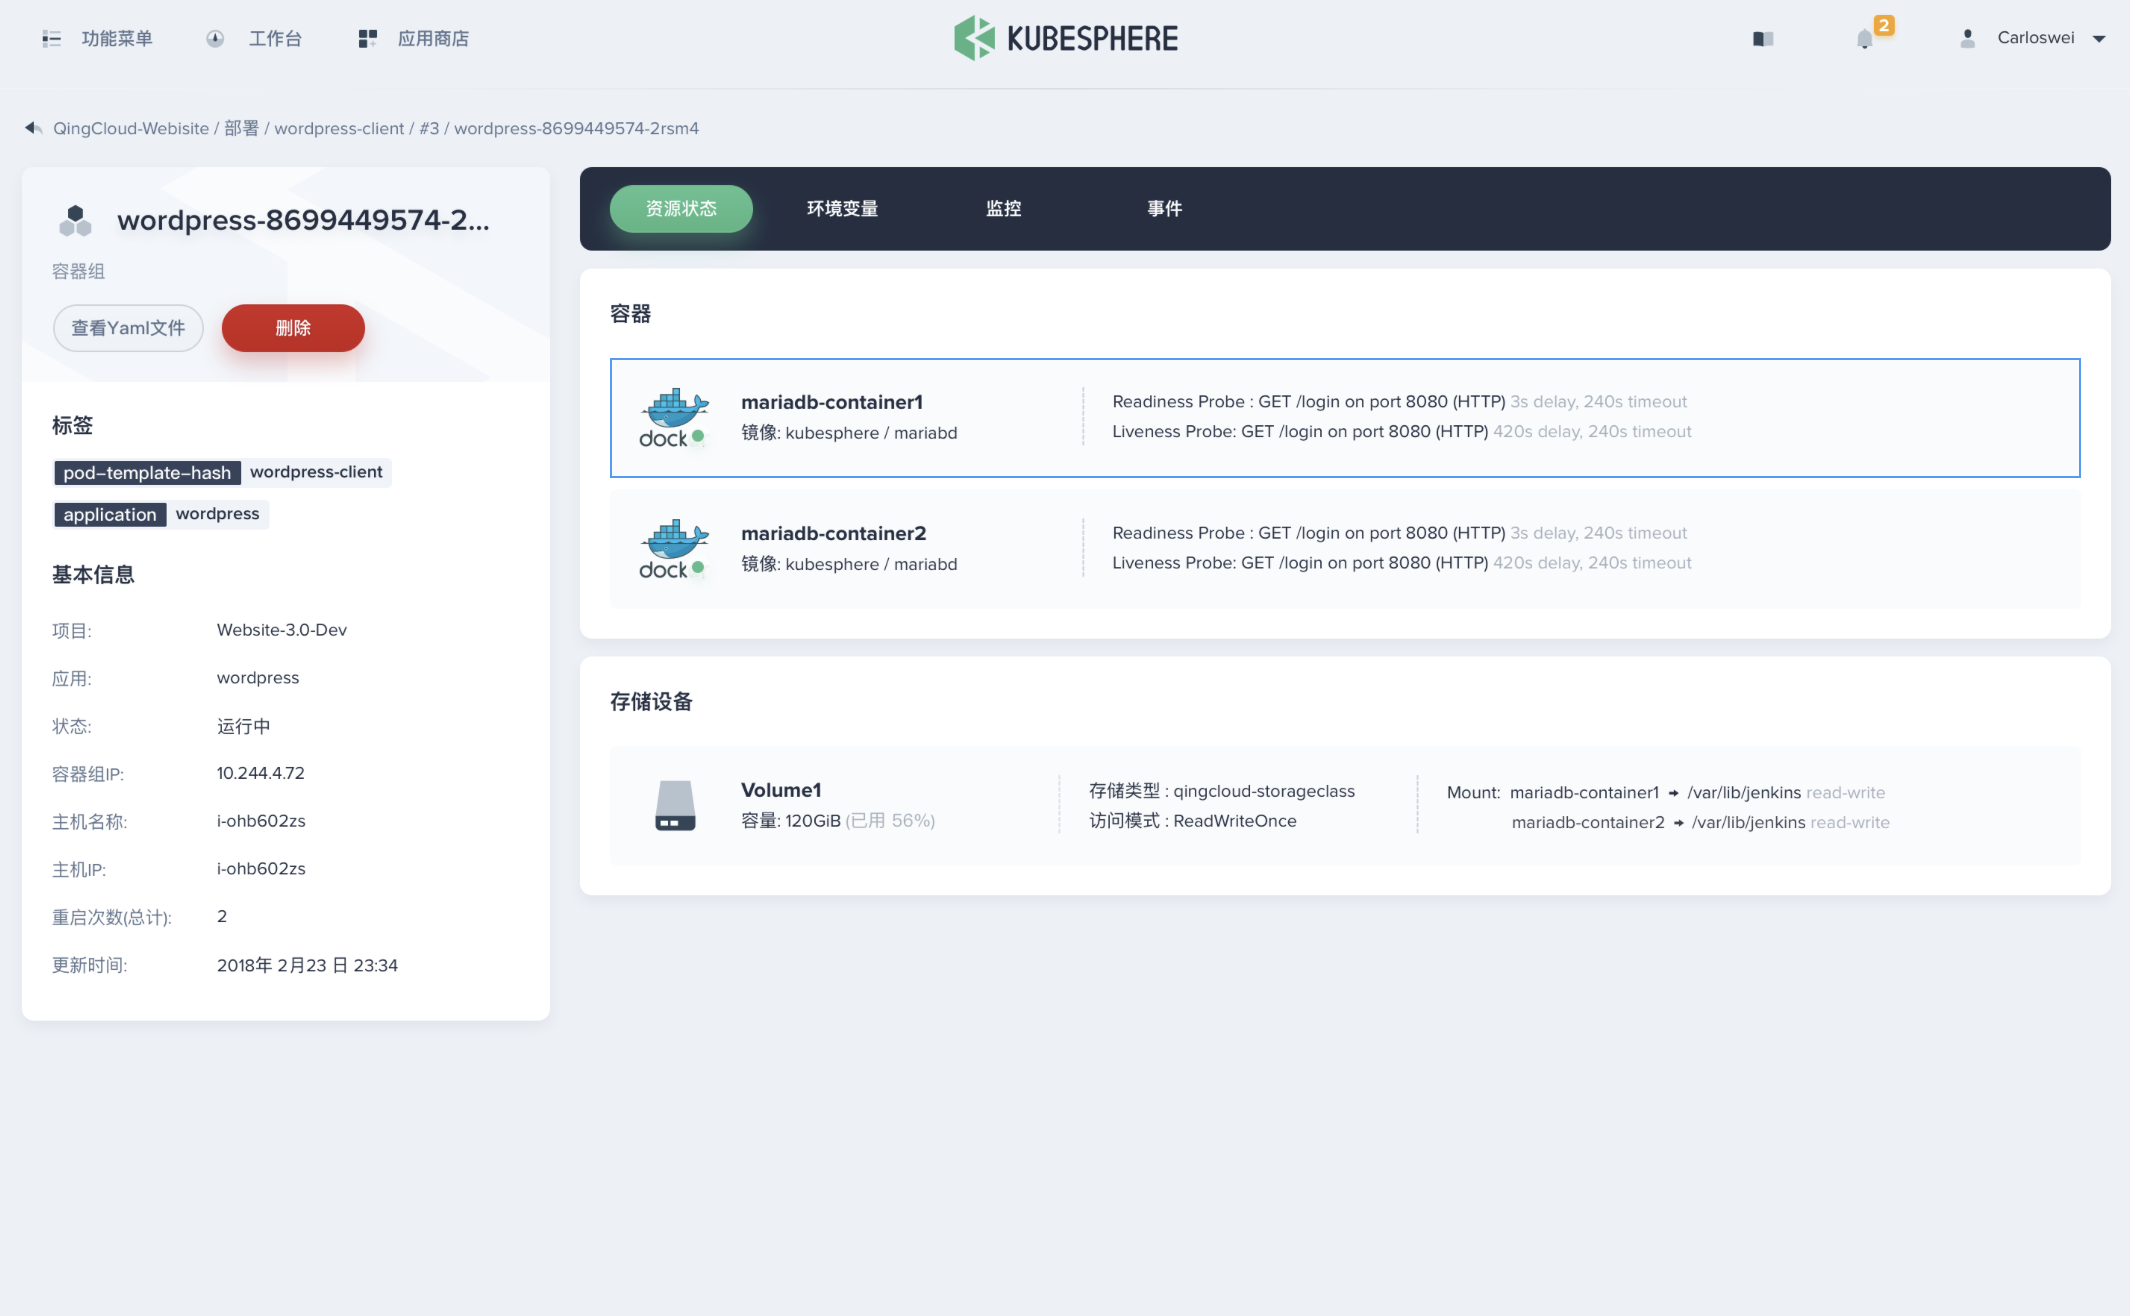 功能菜单
工作台
应用商店
KUBESPHERE
2
Carloswei
QingCloud-Webisite / 部署 / wordpress-client / #3 / wordpress-8699449574-2rsm4
wordpress-8699449574-2...
容器组
查看Yaml文件
删除
标签
pod-template-hash wordpress-client
application wordpress
基本信息
项目: Website-3.0-Dev
应用: wordpress
状态: 运行中
容器组IP: 10.244.4.72
主机名称: i-ohb602zs
主机IP: i-ohb602zs
重启次数(总计): 2
更新时间: 2018年 2月23 日 23:34
资源状态
环境变量
监控
事件
容器
dock
mariadb-container1
镜像: kubesphere / mariabd
Readiness Probe : GET /login on port 8080 (HTTP) 3s delay, 240s timeout
Liveness Probe: GET /login on port 8080 (HTTP) 420s delay, 240s timeout
dock
mariadb-container2
镜像: kubesphere / mariabd
Readiness Probe : GET /login on port 8080 (HTTP) 3s delay, 240s timeout
Liveness Probe: GET /login on port 8080 (HTTP) 420s delay, 240s timeout
存储设备
Volume1
容量: 120GiB (已用 56%)
存储类型 : qingcloud-storageclass
访问模式 : ReadWriteOnce
Mount: mariadb-container1 → /var/lib/jenkins read-write
mariadb-container2 → /var/lib/jenkins read-write